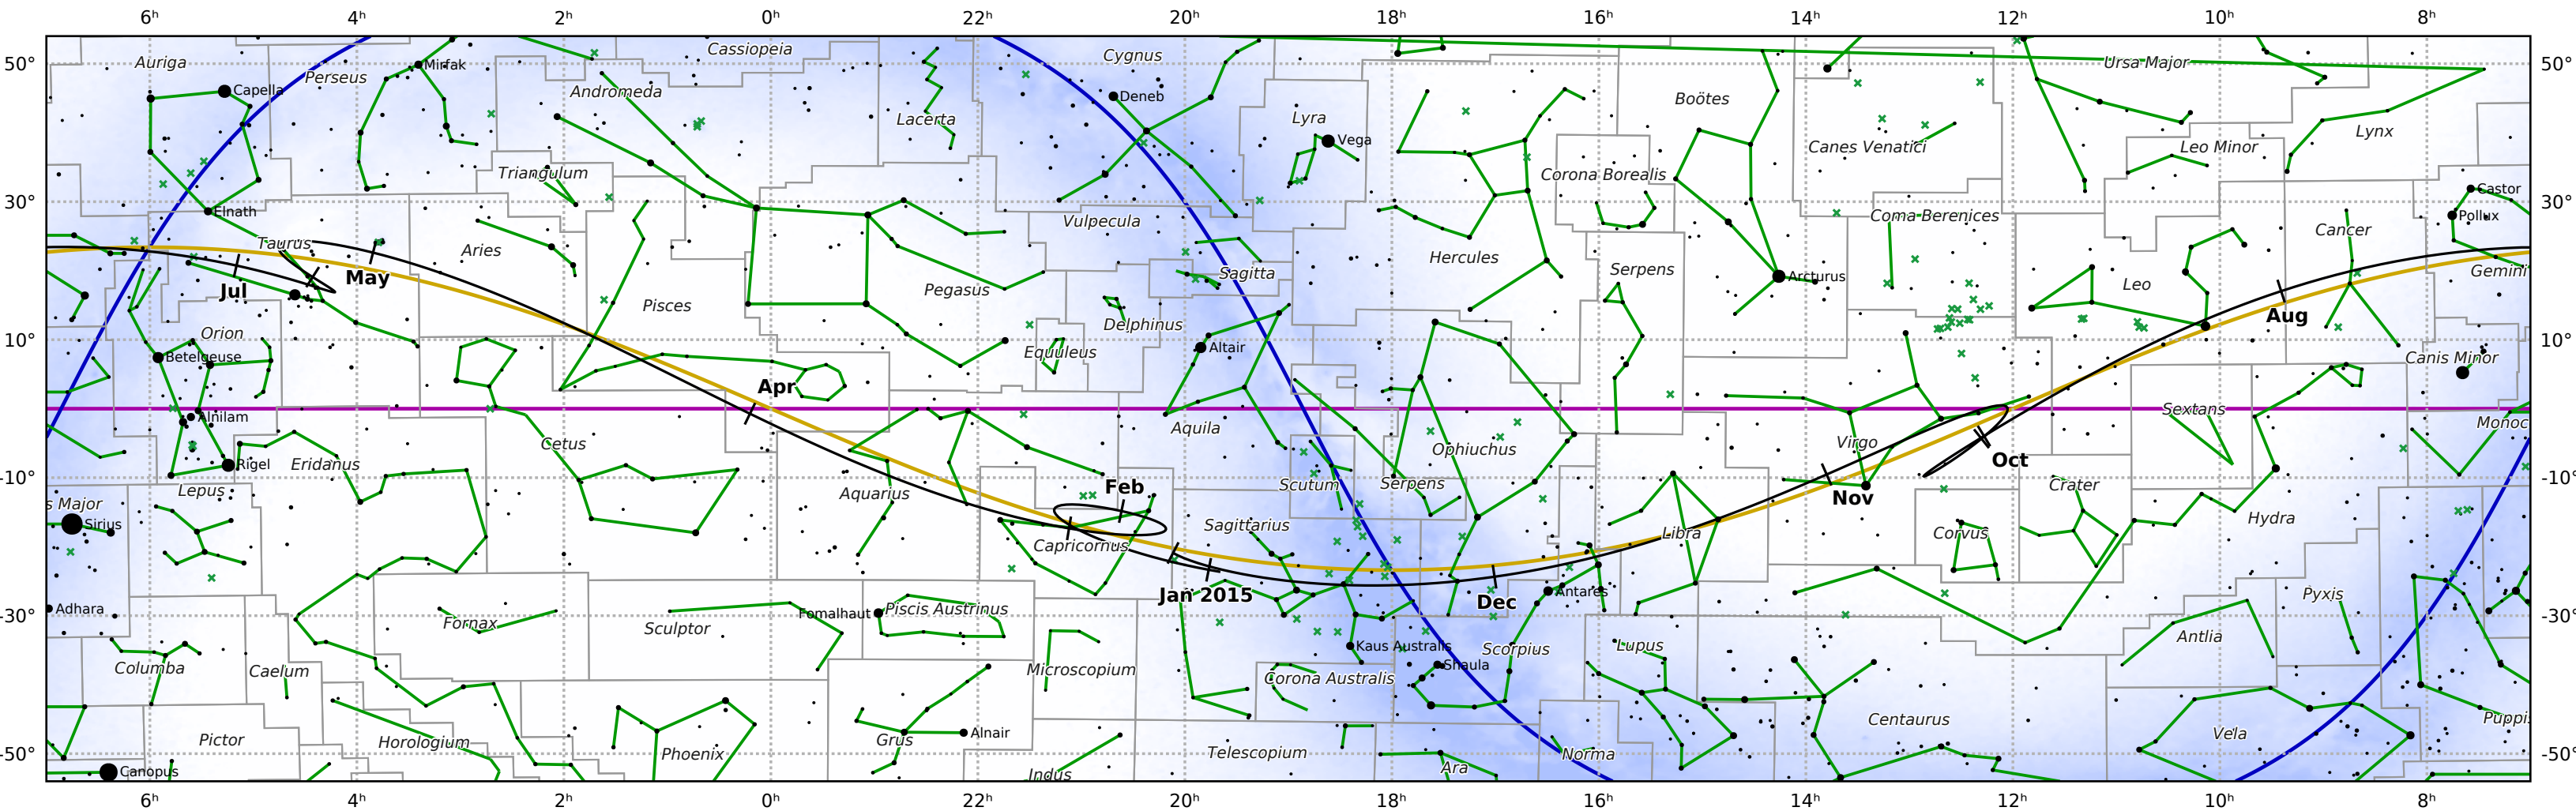 6ʰ 4ʰ 2ʰ 0ʰ 22ʰ 20ʰ 18ʰ 16ʰ 14ʰ 12ʰ 10ʰ 8ʰ
Auriga
Perseus
Mirfak
Cassiopeia
Cygnus
Ursa Major
50°
50°
Capella
Andromeda
Lacerta
Deneb
Lyra
Vega
Boötes
Canes Venatici
Leo Minor
Lynx
Triangulum
Corona Borealis
Castor
30°
30°
Elnath
Vulpecula
Coma Berenices
Pollux
Taurus
Aries
Hercules
Cancer
May
Jul
Pisces
Pegasus
Sagitta
Serpens
Arcturus
Leo
Gemini
Aug
Orion
Delphinus
10°
10°
Betelgeuse
Equuleus
Altair
Canis Minor
Apr
Alnilam
Aquila
Sextans
Monoc
Cetus
Ophiuchus
Virgo
Rigel
Eridanus
Oct
-10°
-10°
Lepus
Aquarius
Feb
Scutum
Serpens
Nov
Crater
s Major
Sirius
Sagittarius
Libra
Corvus
Hydra
Capricornus
Jan 2015
Dec
Antares
Pyxis
Adhara
-30°
-30°
Fornax
Sculptor
Fomalhaut
Piscis Austrinus
Antlia
Columba
Caelum
Microscopium
Kaus Australis
Shaula
Scorpius
Lupus
Corona Australis
Pictor
Horologium
Phoenix
Grus
Alnair
Telescopium
Norma
Centaurus
Vela
Puppi
-50°
-50°
Canopus
Indus
Ara
6ʰ 4ʰ 2ʰ 0ʰ 22ʰ 20ʰ 18ʰ 16ʰ 14ʰ 12ʰ 10ʰ 8ʰ